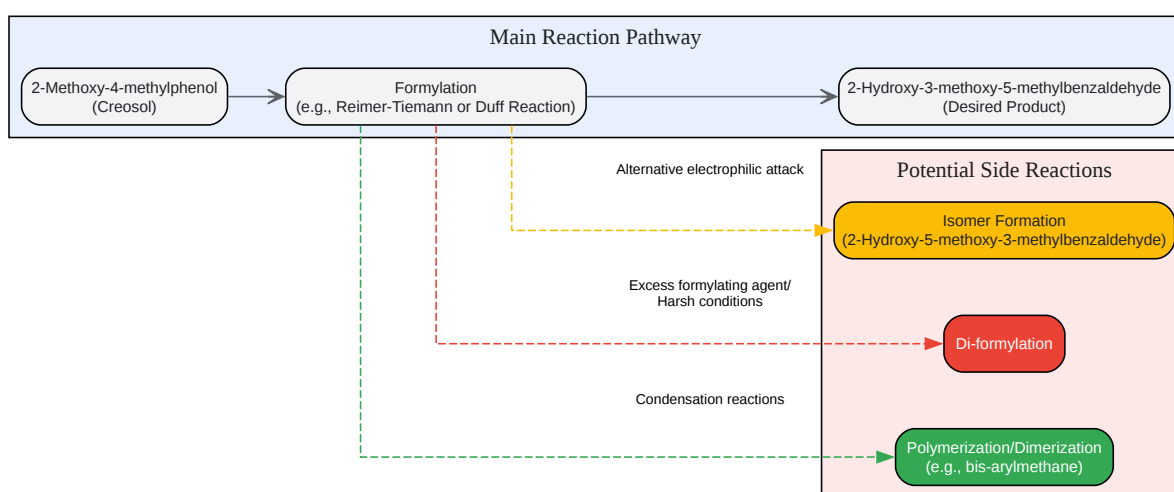 Main Reaction Pathway
2-Methoxy-4-methylphenol
(Creosol)
Formylation
(e.g., Reimer-Tiemann or Duff Reaction)
2-Hydroxy-3-methoxy-5-methylbenzaldehyde
(Desired Product)
Alternative electrophilic attack
Potential Side Reactions
Isomer Formation
(2-Hydroxy-5-methoxy-3-methylbenzaldehyde)
Excess formylating agent/
Harsh conditions
Di-formylation
Condensation reactions
Polymerization/Dimerization
(e.g., bis-arylmethane)